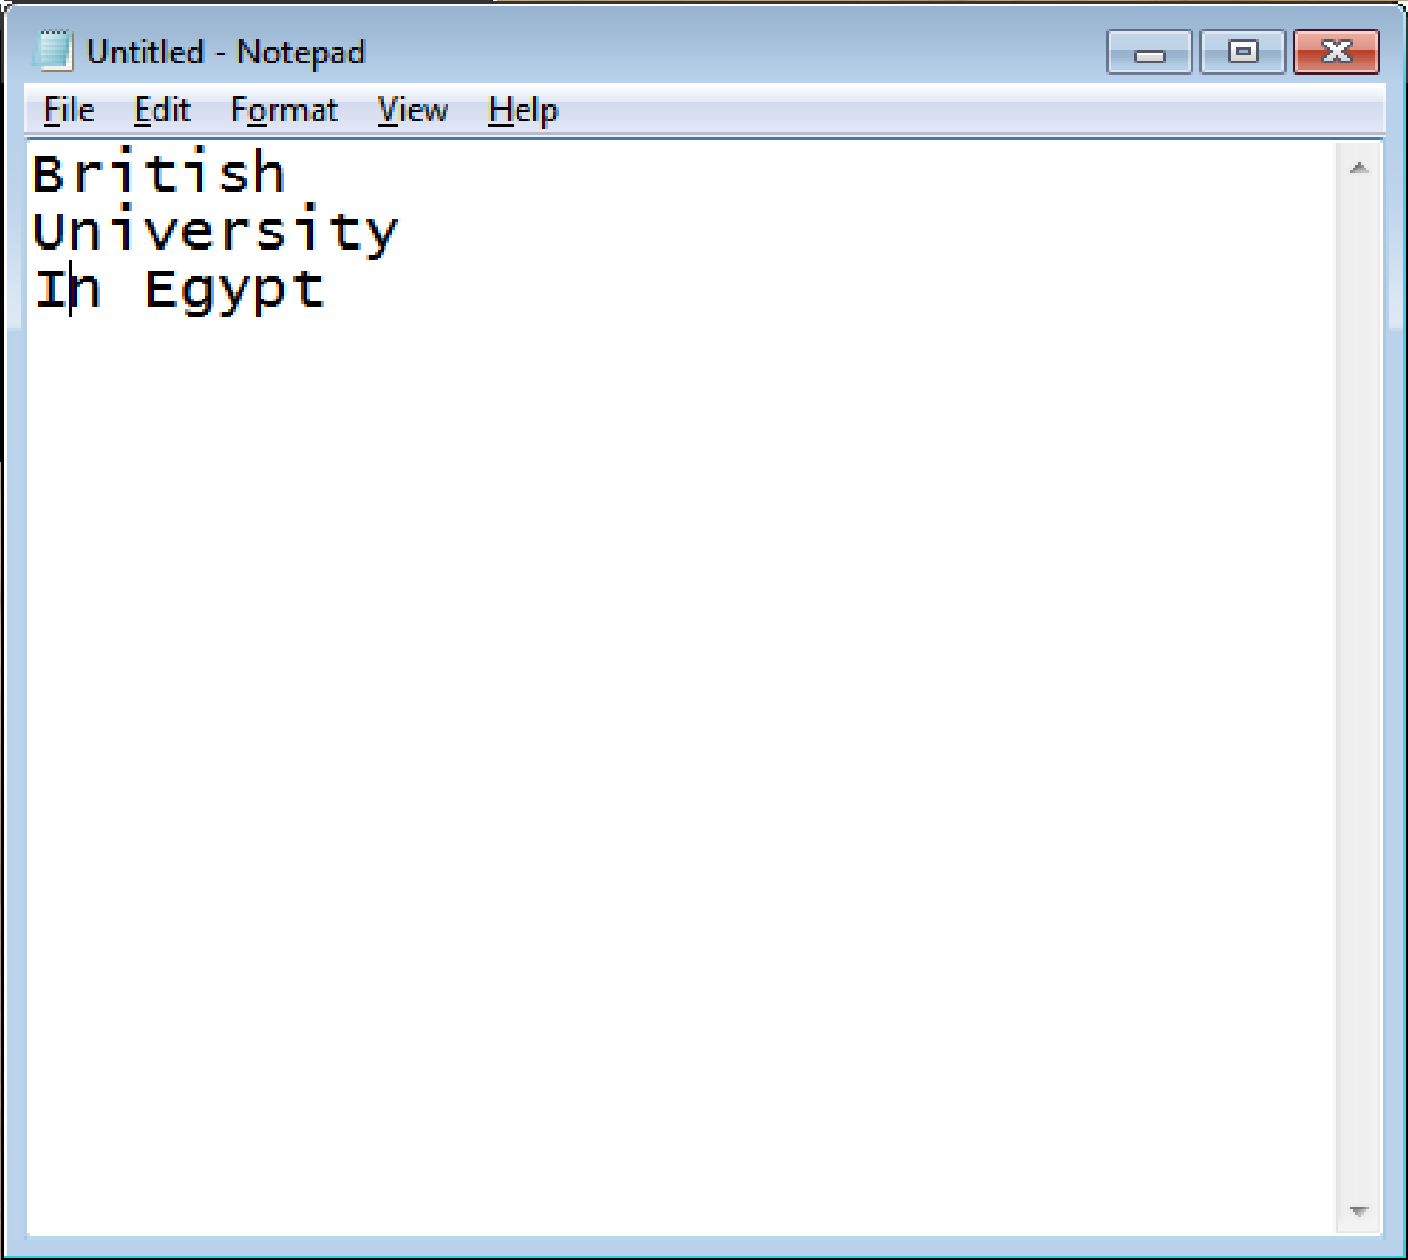 Untitled - Notepad
File Edit Format View Help
British
University
In Egypt